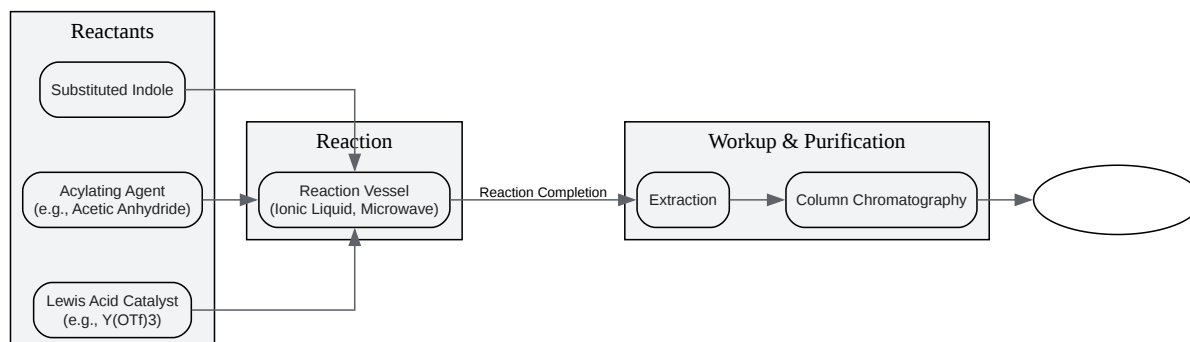 Reactants
Substituted Indole
Acylating Agent
(e.g., Acetic Anhydride)
Lewis Acid Catalyst
(e.g., Y(OTf)3)
Reaction
Reaction Vessel
(Ionic Liquid, Microwave)
Reaction Completion
Workup & Purification
Extraction
Column Chromatography